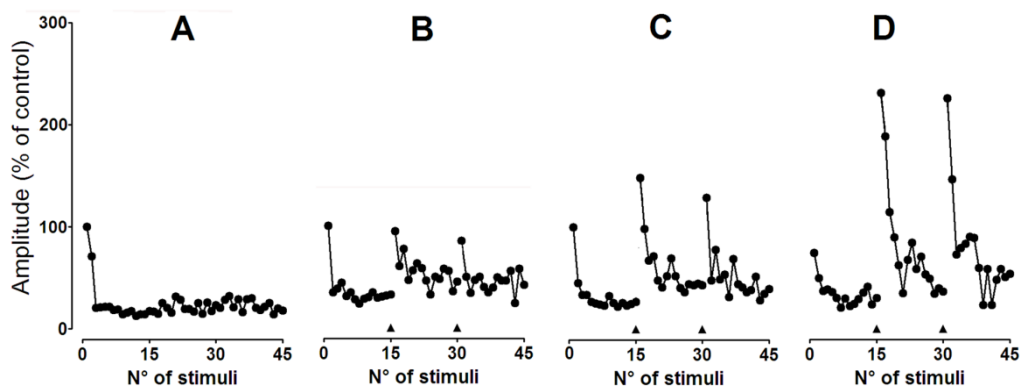 A B C D
Amplitude (% of control)
300
200
100
0
0 15 30 45
0 15 30 45
0 15 30 45
0 15 30 45
N° of stimuli
N° of stimuli
N° of stimuli
N° of stimuli